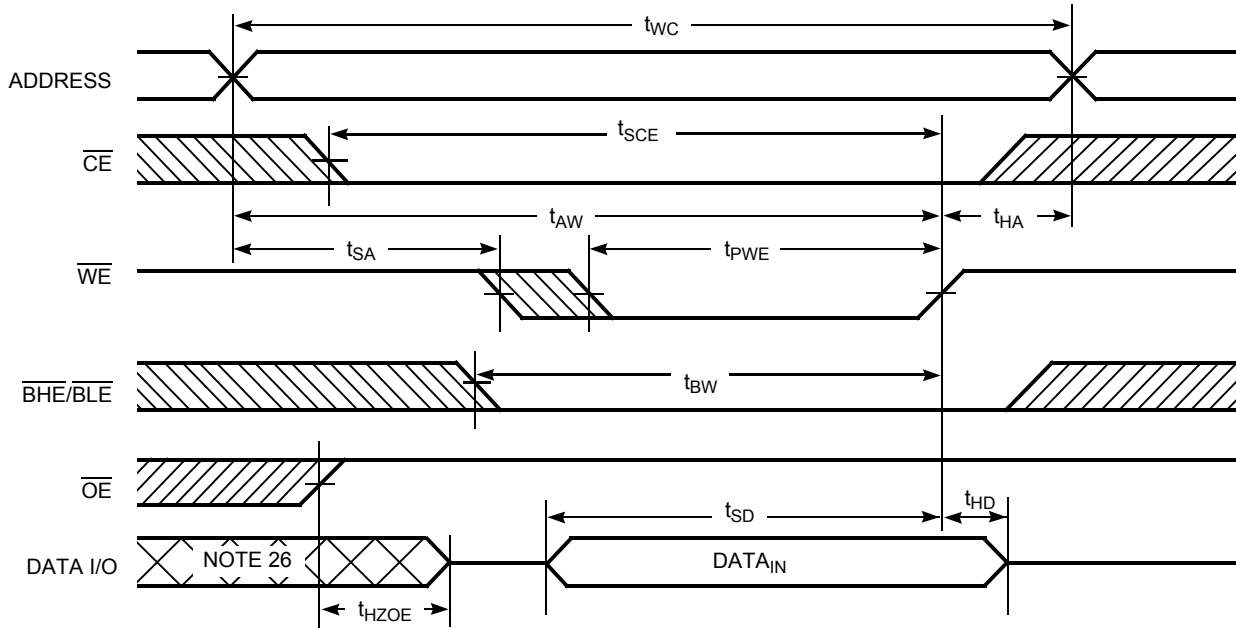 tWC
ADDRESS
tSCE
CE
tAW
tHA
tSA
tPWE
WE
tBW
BHE/BLE
OE
tSD
tHD
DATA I/O
NOTE 26
DATAIN
tHZOE